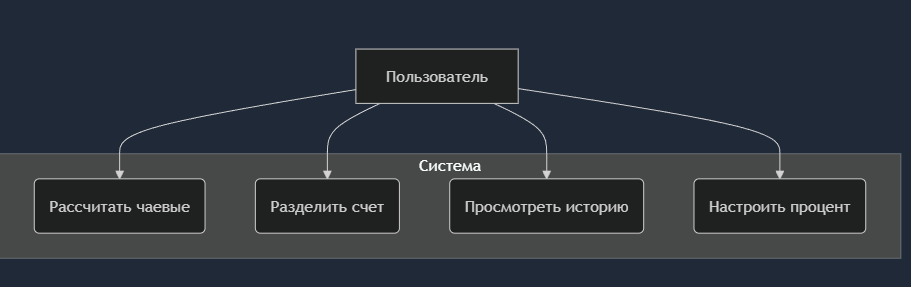 Пользователь
Система
Рассчитать чаевые
Разделить счет
Просмотреть историю
Настроить процент